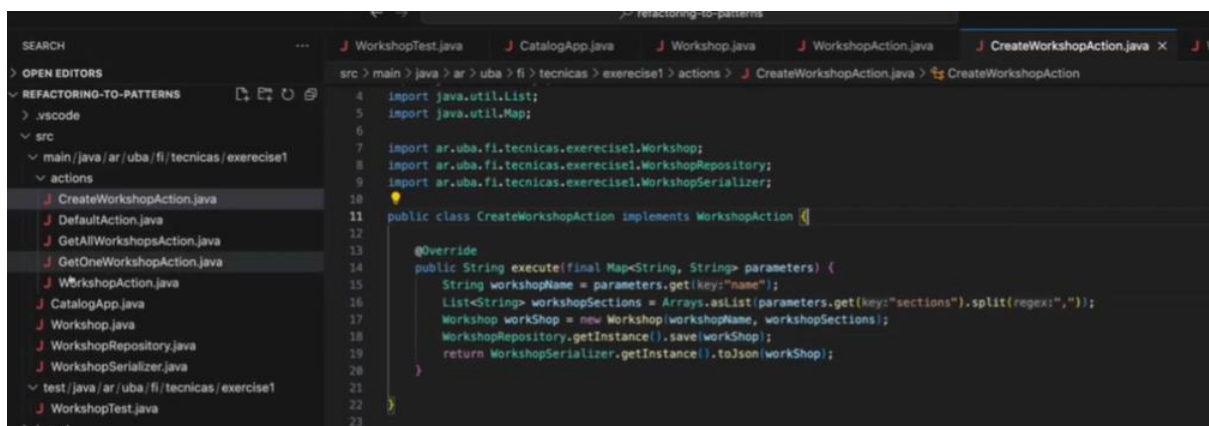 refactoring-to-patterns
SEARCH
OPEN EDITORS
REFACTORING-TO-PATTERNS
.vscode
src
main/java/ar/uba/fi/tecnicas/exerecise1
actions
CreateWorkshopAction.java
DefaultAction.java
GetAllWorkshopsAction.java
GetOneWorkshopAction.java
WorkshopAction.java
CatalogApp.java
Workshop.java
WorkshopRepository.java
WorkshopSerializer.java
test/java/ar/uba/fi/tecnicas/exercise1
WorkshopTest.java
WorkshopTest.java CatalogApp.java Workshop.java WorkshopAction.java CreateWorkshopAction.java
src > main > java > ar > uba > fi > tecnicas > exerecise1 > actions > CreateWorkshopAction.java > CreateWorkshopAction
4 import java.util.List;
5 import java.util.Map;
6
7 import ar.uba.fi.tecnicas.exerecise1.Workshop;
8 import ar.uba.fi.tecnicas.exerecise1.WorkshopRepository;
9 import ar.uba.fi.tecnicas.exerecise1.WorkshopSerializer;
10
11 public class CreateWorkshopAction implements WorkshopAction {
12
13 @Override
14 public String execute(final Map<String, String> parameters) {
15 String workshopName = parameters.get(key:"name");
16 List<String> workshopSections = Arrays.asList(parameters.get(key:"sections").split(regex:","));
17 Workshop workShop = new Workshop(workshopName, workshopSections);
18 WorkshopRepository.getInstance().save(workShop);
19 return WorkshopSerializer.getInstance().toJson(workShop);
20 }
21
22 }
23